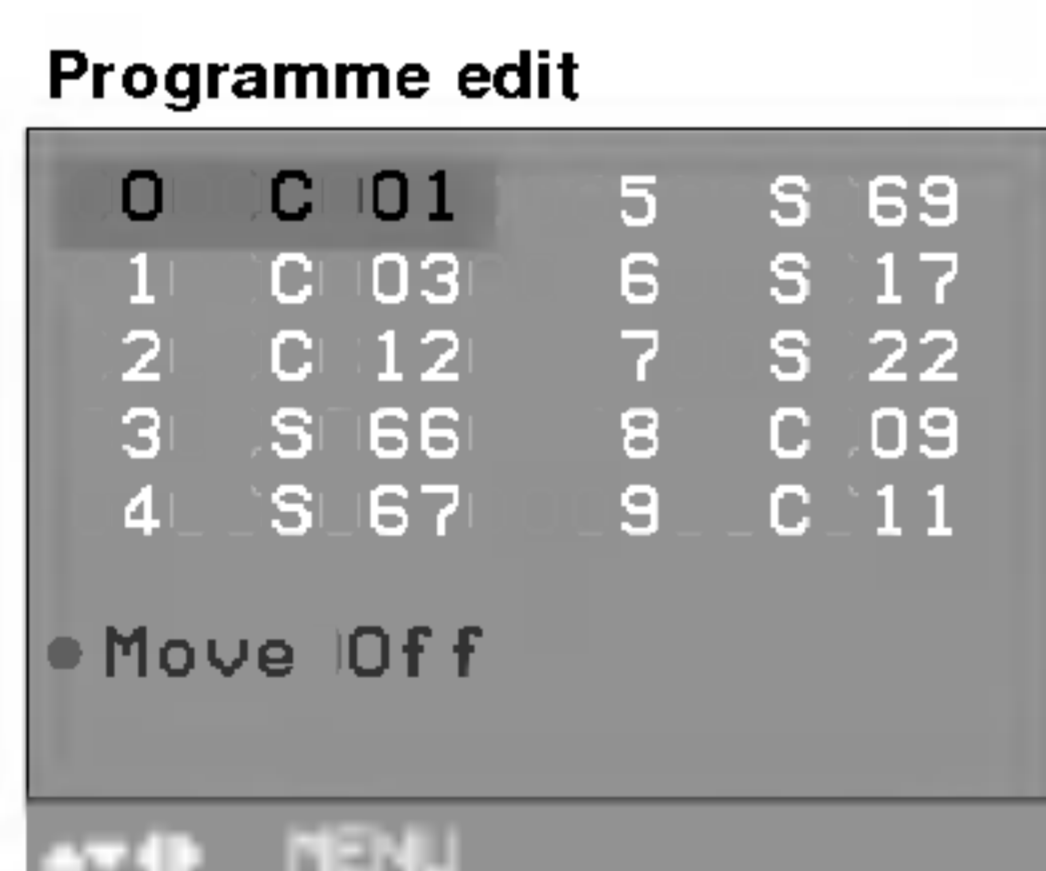 Programme edit
0 C 01 5 S 69
1 C 03 6 S 17
2 C 12 7 S 22
3 S 66 8 C 09
4 S 67 9 C 11
Move Off
MENU